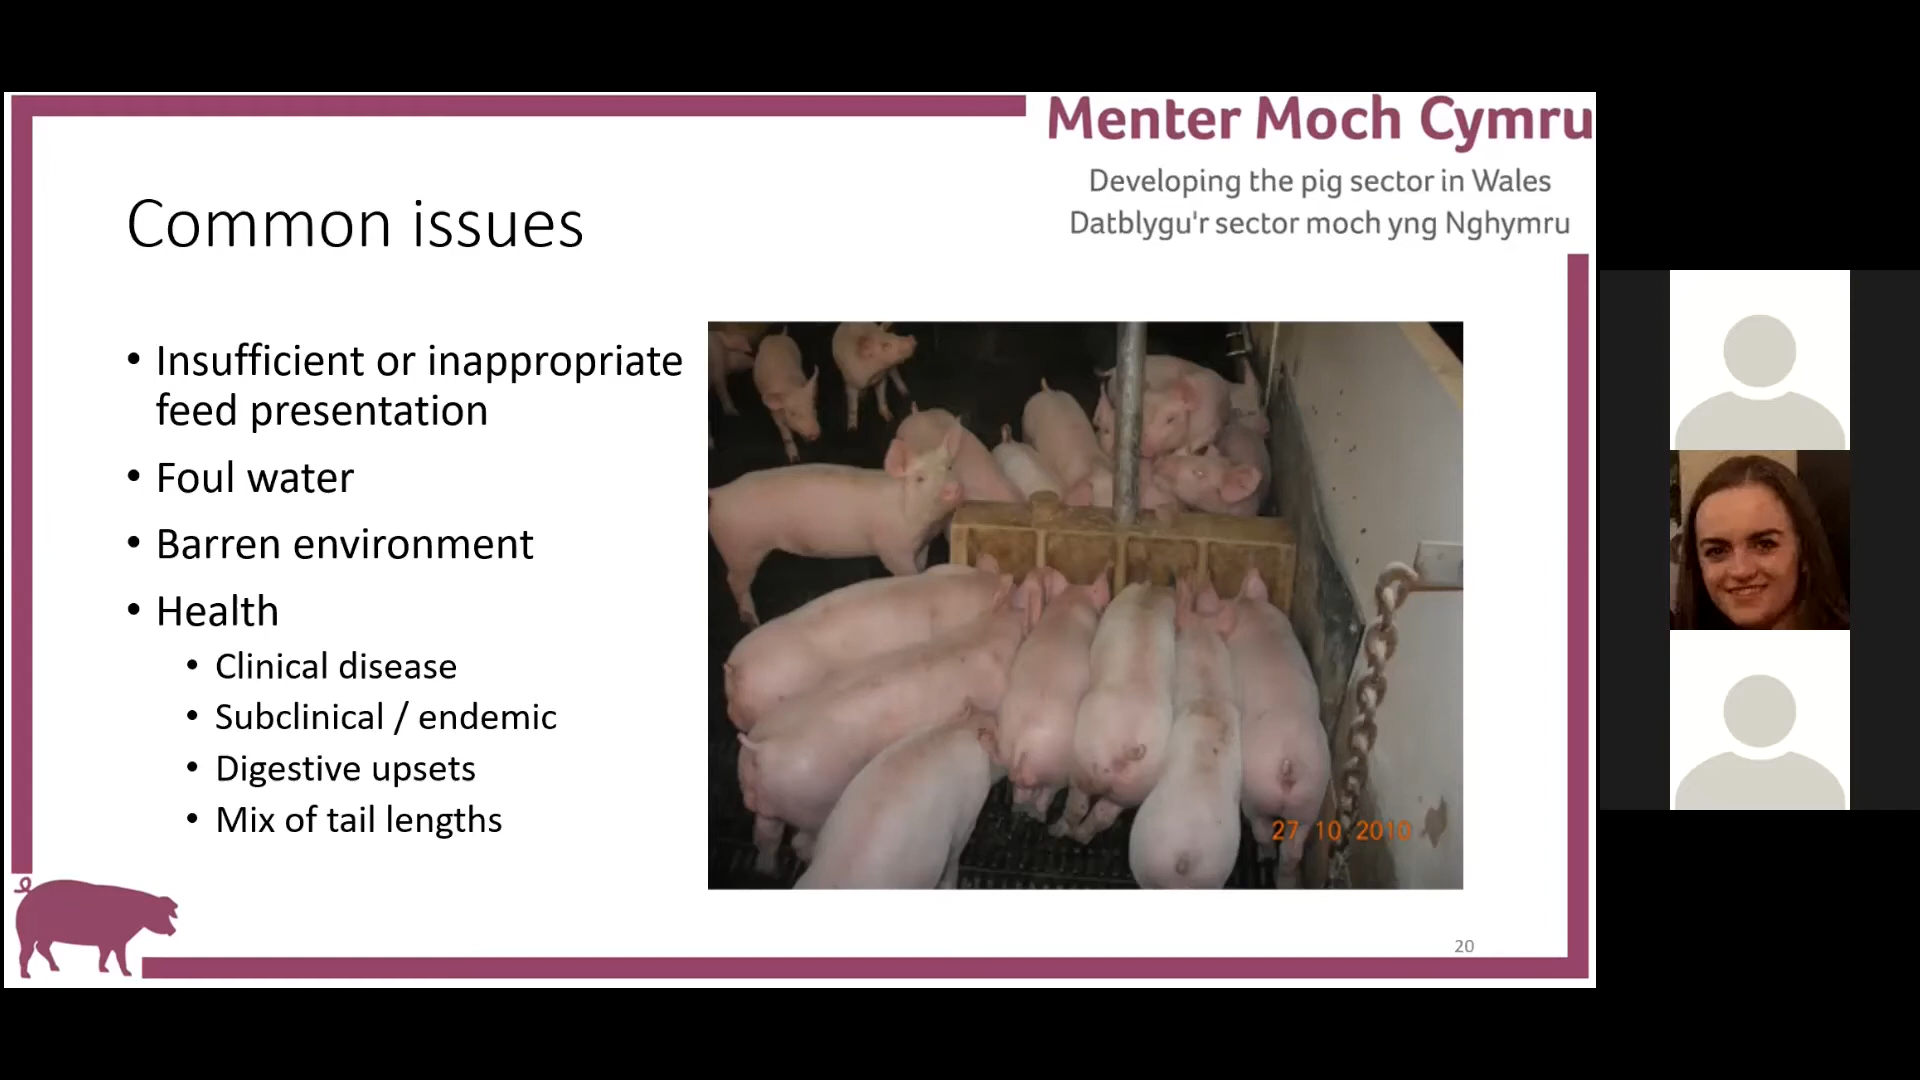 Menter Moch Cymru
Developing the pig sector in Wales
Datblygu'r sector moch yng Nghymru
Common issues
• Insufficient or inappropriate
feed presentation
• Foul water
• Barren environment
• Health
• Clinical disease
• Subclinical / endemic
• Digestive upsets
• Mix of tail lengths
27 10 2010
20